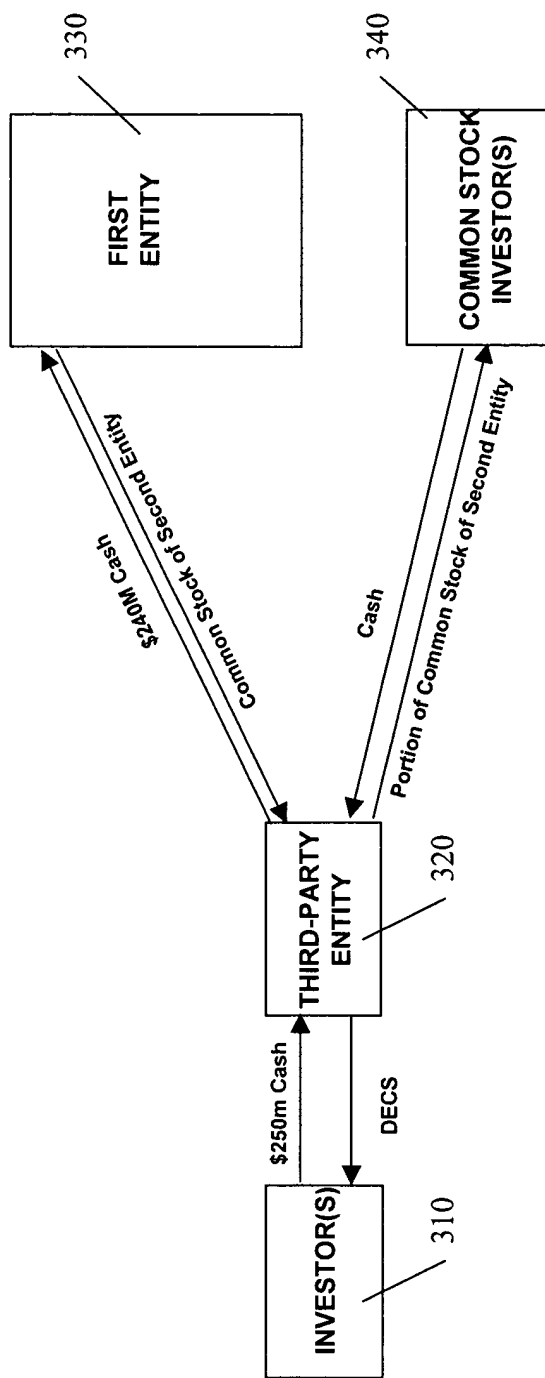 INVESTOR(S)
310
$250m Cash
DECS
THIRD-PARTY
ENTITY
320
$240M Cash
Common Stock of Second Entity
Cash
Portion of Common Stock of Second Entity
FIRST
ENTITY
330
COMMON STOCK
INVESTOR(S)
340